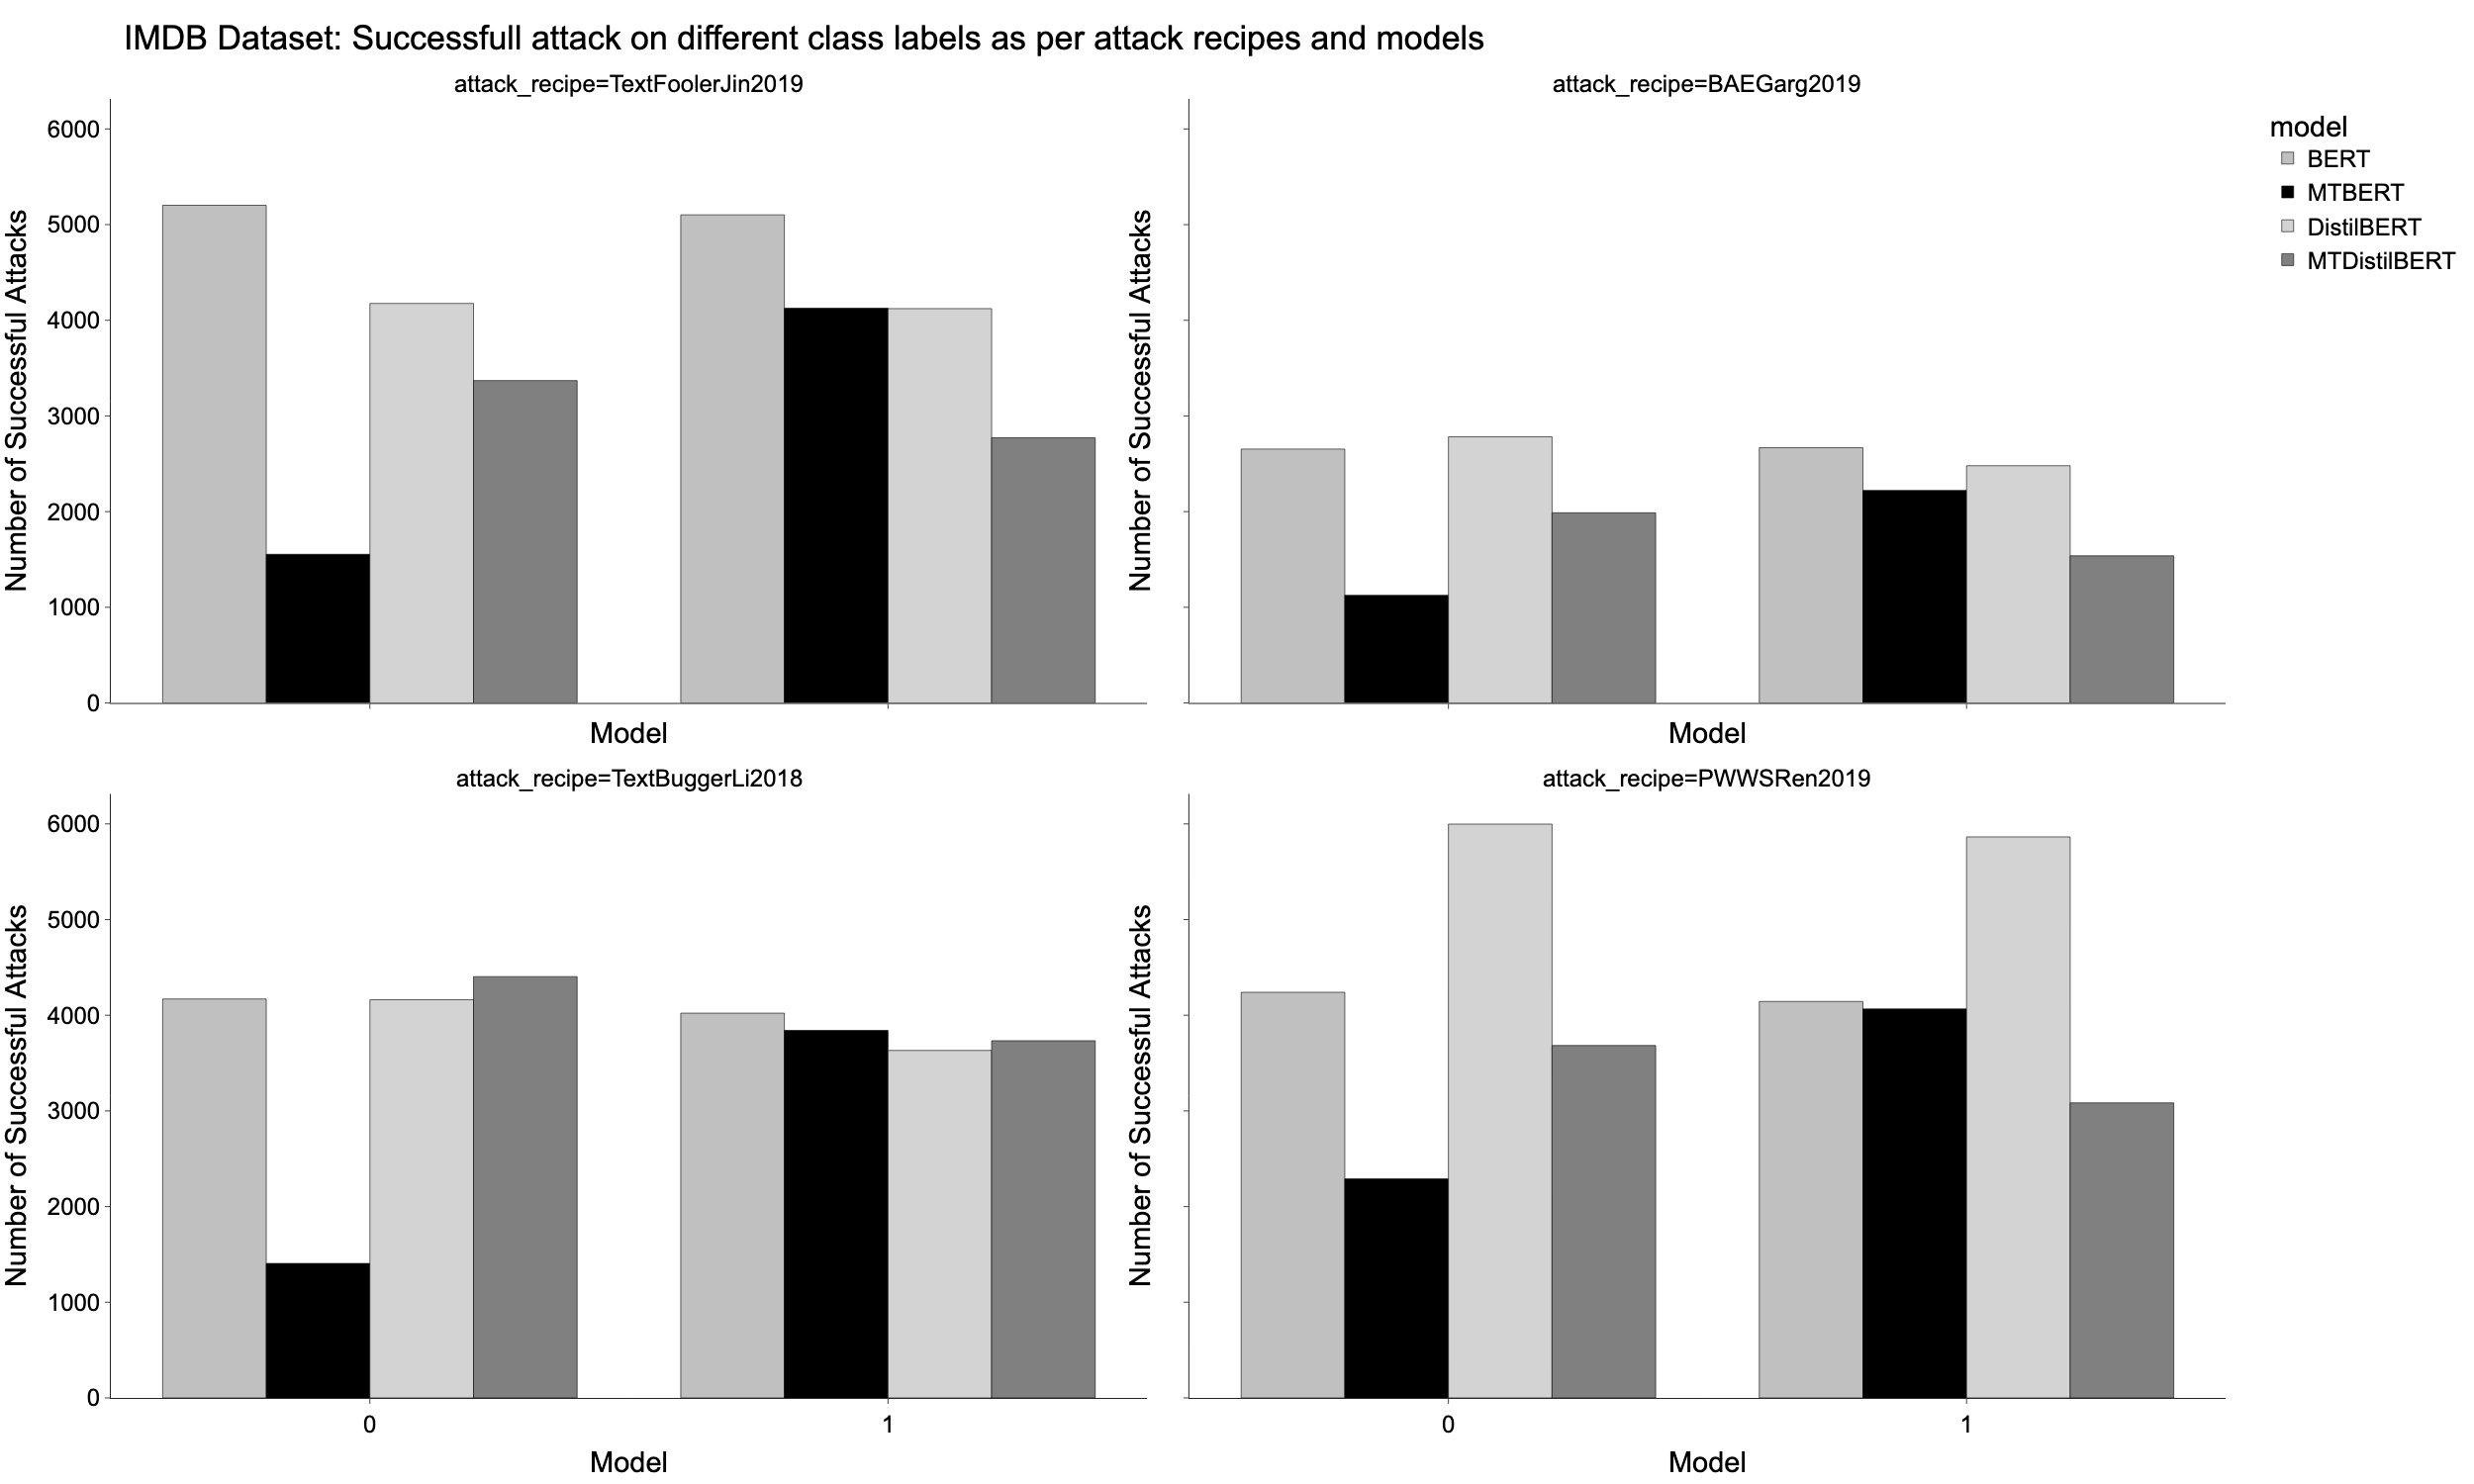 IMDB Dataset: Successfull attack on different class labels as per attack recipes and models
attack_recipe=TextFoolerJin2019
Number of Successful Attacks
6000
5000
4000
3000
2000
1000
0
Model
attack_recipe=BAEGarg2019
Number of Successful Attacks
Model
model
BERT
MTBERT
DistilBERT
MTDistilBERT
attack_recipe=TextBuggerLi2018
Number of Successful Attacks
6000
5000
4000
3000
2000
1000
0
0
1
Model
attack_recipe=PWWSRen2019
Number of Successful Attacks
0
1
Model